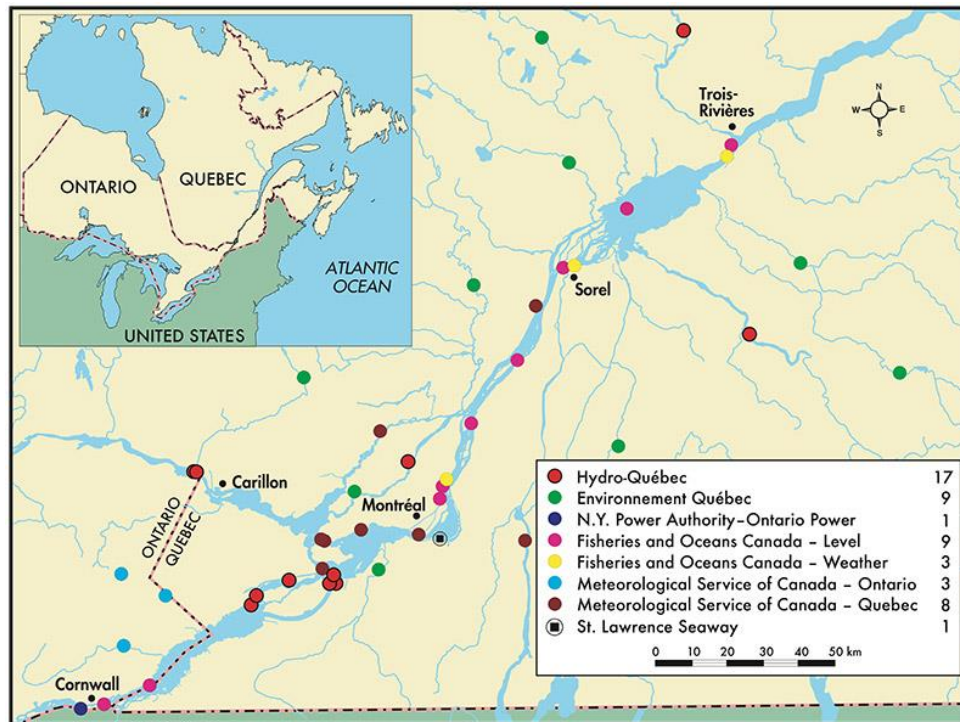 ONTARIO
QUEBEC
ATLANTIC
OCEAN
UNITED STATES
Trois-
Rivières
N
W E
S
Sorel
Carillon
Montréal
ONTARIO
QUEBEC
Cornwall
Hydro-Québec 17
Environnement Québec 9
N.Y. Power Authority–Ontario Power 1
Fisheries and Oceans Canada – Level 9
Fisheries and Oceans Canada – Weather 3
Meteorological Service of Canada – Ontario 3
Meteorological Service of Canada – Quebec 8
St. Lawrence Seaway 1
0 10 20 30 40 50 km